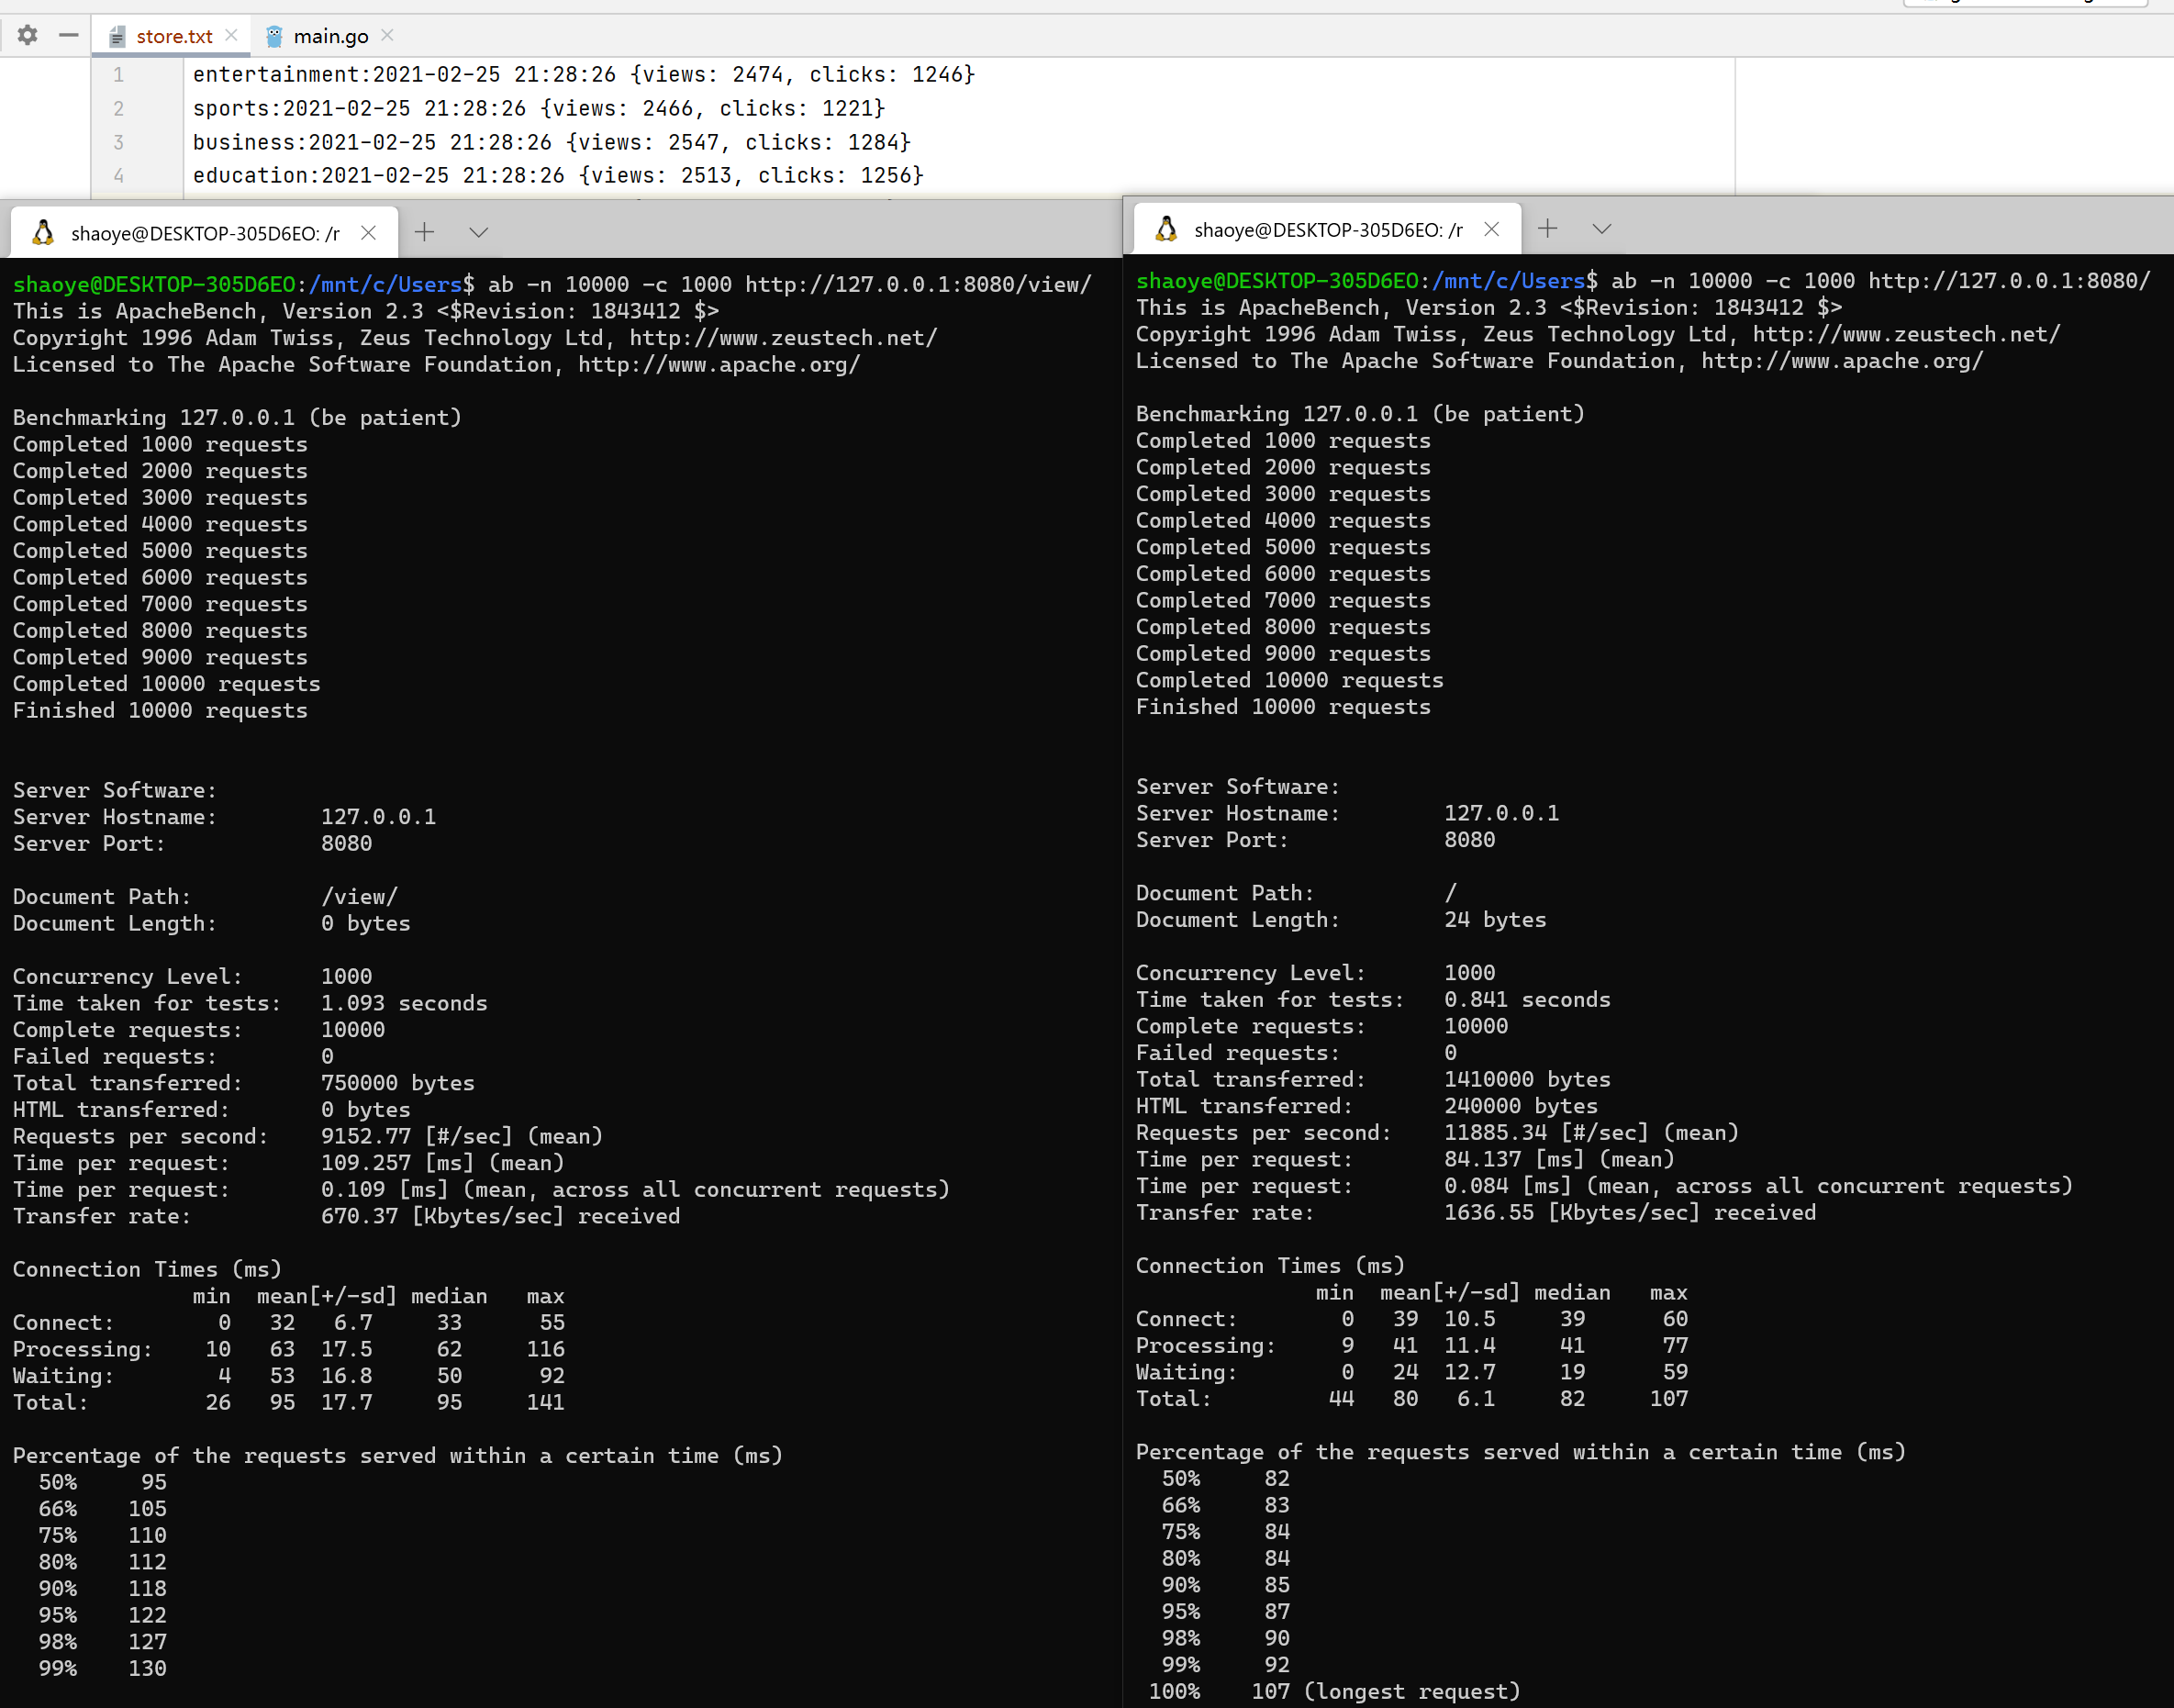 store.txt
main.go
1 entertainment:2021-02-25 21:28:26 {views: 2474, clicks: 1246}
2 sports:2021-02-25 21:28:26 {views: 2466, clicks: 1221}
3 business:2021-02-25 21:28:26 {views: 2547, clicks: 1284}
4 education:2021-02-25 21:28:26 {views: 2513, clicks: 1256}
shaoye@DESKTOP-305D6EO: /r
shaoye@DESKTOP-305D6EO:/mnt/c/Users$ ab -n 10000 -c 1000 http://127.0.0.1:8080/view/
This is ApacheBench, Version 2.3 <$Revision: 1843412 $>
Copyright 1996 Adam Twiss, Zeus Technology Ltd, http://www.zeustech.net/
Licensed to The Apache Software Foundation, http://www.apache.org/
Benchmarking 127.0.0.1 (be patient)
Completed 1000 requests
Completed 2000 requests
Completed 3000 requests
Completed 4000 requests
Completed 5000 requests
Completed 6000 requests
Completed 7000 requests
Completed 8000 requests
Completed 9000 requests
Completed 10000 requests
Finished 10000 requests
Server Software:
Server Hostname: 127.0.0.1
Server Port: 8080
Document Path: /view/
Document Length: 0 bytes
Concurrency Level: 1000
Time taken for tests: 1.093 seconds
Complete requests: 10000
Failed requests: 0
Total transferred: 750000 bytes
HTML transferred: 0 bytes
Requests per second: 9152.77 [#/sec] (mean)
Time per request: 109.257 [ms] (mean)
Time per request: 0.109 [ms] (mean, across all concurrent requests)
Transfer rate: 670.37 [Kbytes/sec] received
Connection Times (ms)
min mean[+/-sd] median max
Connect: 0 32 6.7 33 55
Processing: 10 63 17.5 62 116
Waiting: 4 53 16.8 50 92
Total: 26 95 17.7 95 141
Percentage of the requests served within a certain time (ms)
50% 95
66% 105
75% 110
80% 112
90% 118
95% 122
98% 127
99% 130
shaoye@DESKTOP-305D6EO: /r
shaoye@DESKTOP-305D6EO:/mnt/c/Users$ ab -n 10000 -c 1000 http://127.0.0.1:8080/
This is ApacheBench, Version 2.3 <$Revision: 1843412 $>
Copyright 1996 Adam Twiss, Zeus Technology Ltd, http://www.zeustech.net/
Licensed to The Apache Software Foundation, http://www.apache.org/
Benchmarking 127.0.0.1 (be patient)
Completed 1000 requests
Completed 2000 requests
Completed 3000 requests
Completed 4000 requests
Completed 5000 requests
Completed 6000 requests
Completed 7000 requests
Completed 8000 requests
Completed 9000 requests
Completed 10000 requests
Finished 10000 requests
Server Software:
Server Hostname: 127.0.0.1
Server Port: 8080
Document Path: /
Document Length: 24 bytes
Concurrency Level: 1000
Time taken for tests: 0.841 seconds
Complete requests: 10000
Failed requests: 0
Total transferred: 1410000 bytes
HTML transferred: 240000 bytes
Requests per second: 11885.34 [#/sec] (mean)
Time per request: 84.137 [ms] (mean)
Time per request: 0.084 [ms] (mean, across all concurrent requests)
Transfer rate: 1636.55 [Kbytes/sec] received
Connection Times (ms)
min mean[+/-sd] median max
Connect: 0 39 10.5 39 60
Processing: 9 41 11.4 41 77
Waiting: 0 24 12.7 19 59
Total: 44 80 6.1 82 107
Percentage of the requests served within a certain time (ms)
50% 82
66% 83
75% 84
80% 84
90% 85
95% 87
98% 90
99% 92
100% 107 (longest request)